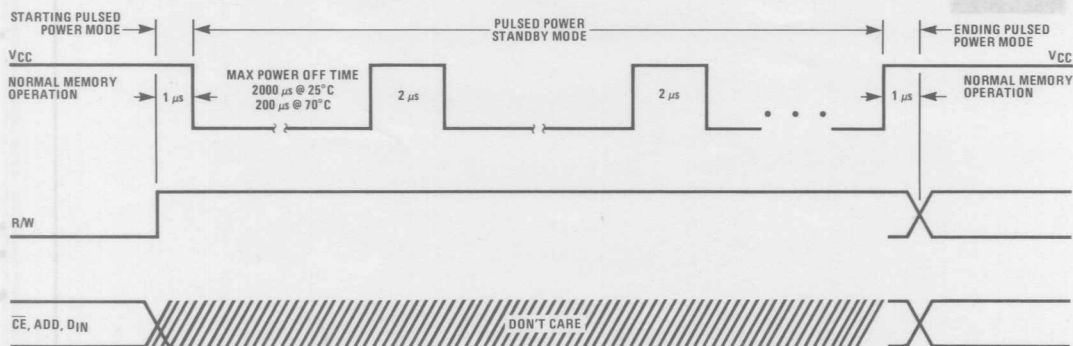 STARTING PULSED
POWER MODE
PULSED POWER
STANDBY MODE
ENDING PULSED
POWER MODE
VCC
VCC
NORMAL MEMORY
OPERATION
1 μs
MAX POWER OFF TIME
2000 μs @ 25°C
200 μs @ 70°C
2 μs
2 μs
• • •
1 μs
NORMAL MEMORY
OPERATION
R/W
C̅E̅, ADD, DIN
DON'T CARE